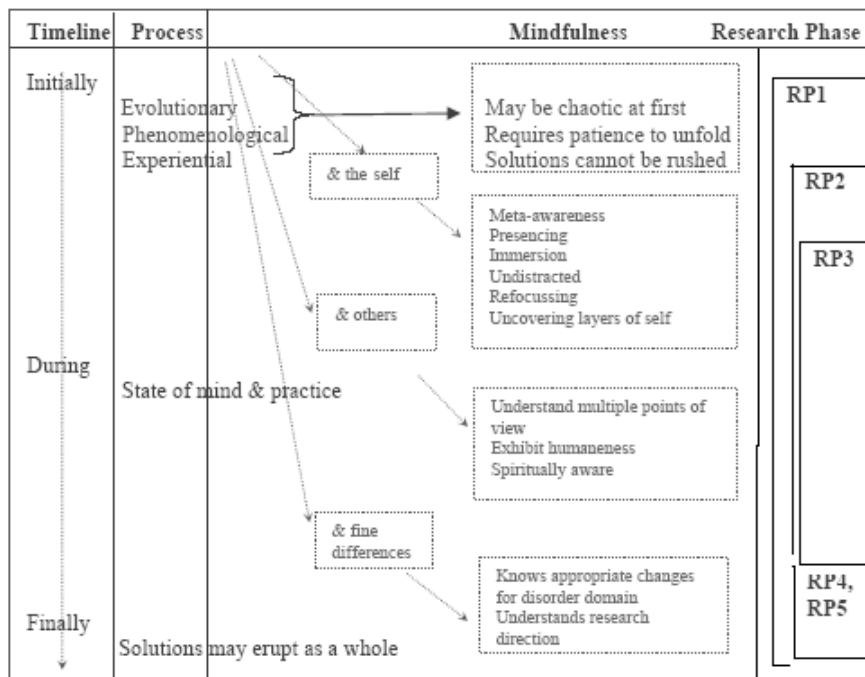 Timeline Process Mindfulness Research Phase
Initially
Evolutionary
Phenomenological
Experiential
May be chaotic at first
Requires patience to unfold
Solutions cannot be rushed
RP1
& the self
RP2
Meta-awareness
Presencing
Immersion
Undistracted
Refocussing
Uncovering layers of self
RP3
& others
During
State of mind & practice
Understand multiple points of
view
Exhibit humaneness
Spiritually aware
& fine
differences
Knows appropriate changes
for disorder domain
Understands research
direction
RP4,
RP5
Finally
Solutions may erupt as a whole